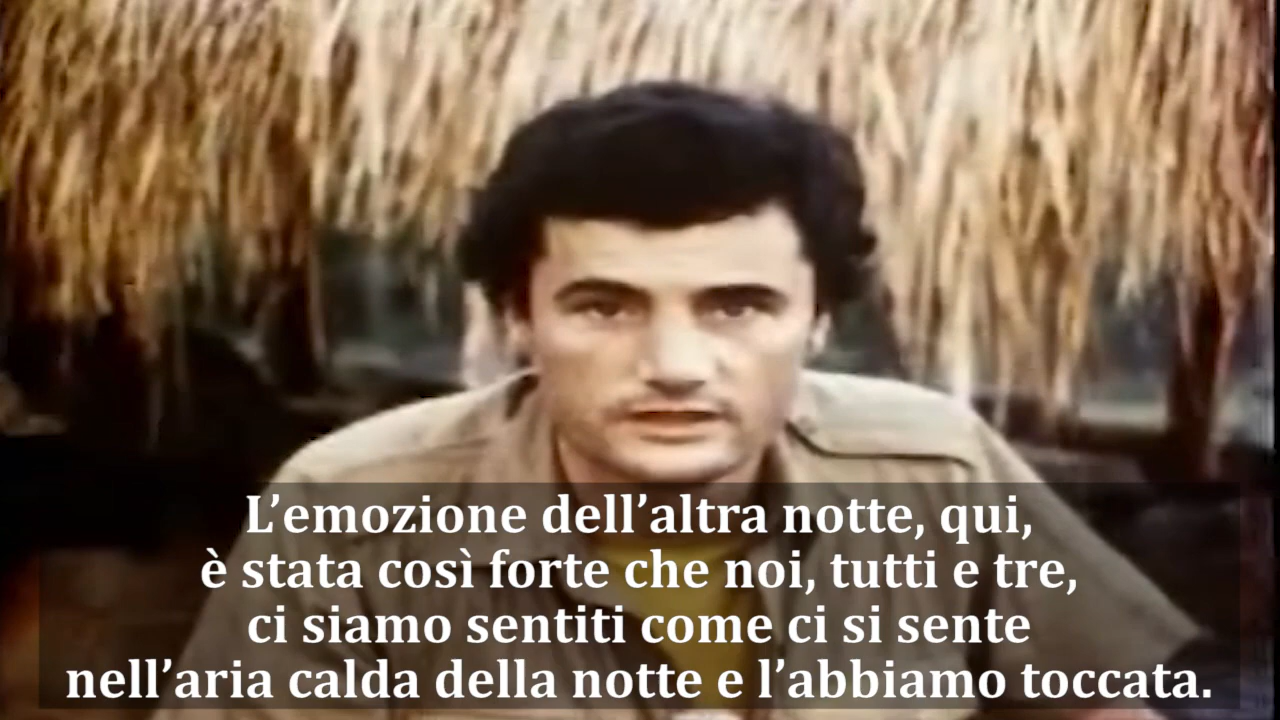 L’emozione dell’altra notte, qui,
è stata così forte che noi, tutti e tre,
ci siamo sentiti come ci si sente
nell’aria calda della notte e l’abbiamo toccata.